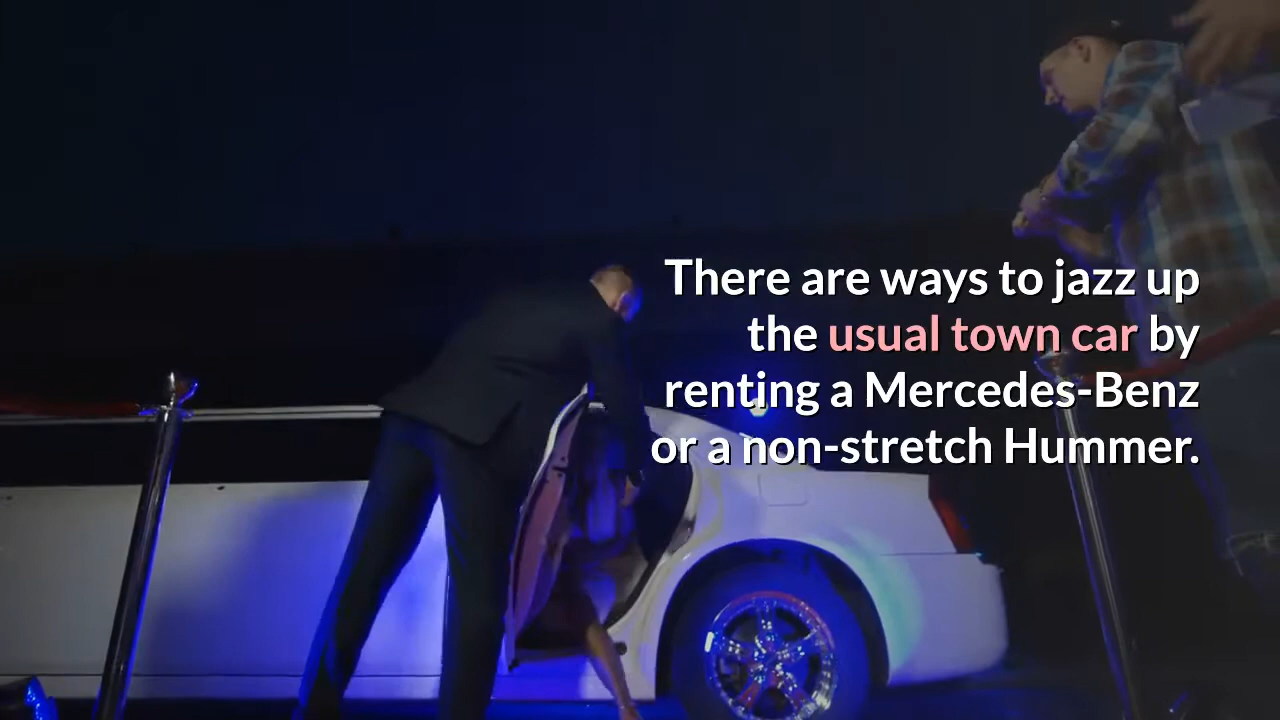 There are ways to jazz up
the usual town car by
renting a Mercedes-Benz
or a non-stretch Hummer.